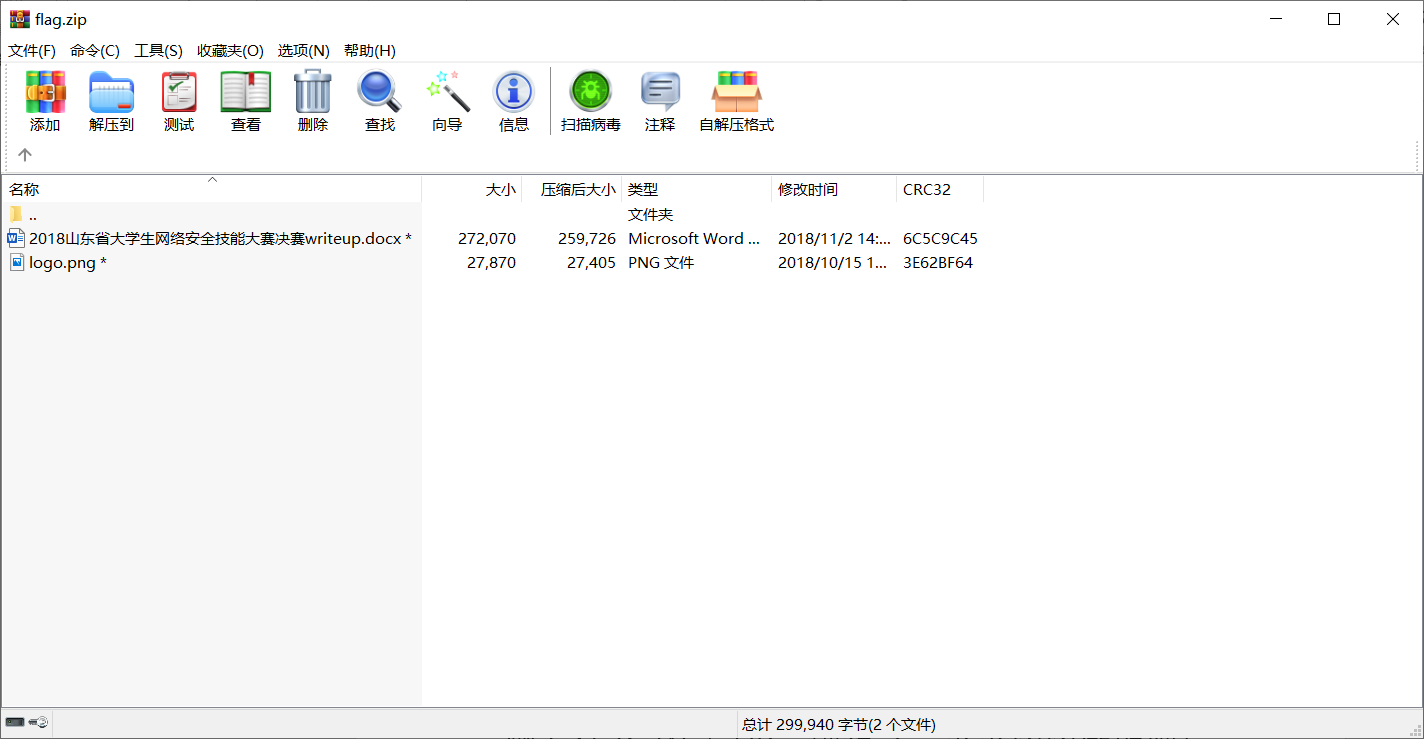 flag.zip
文件(F) 命令(C) 工具(S) 收藏夹(O) 选项(N) 帮助(H)
添加 解压到 测试 查看 删除 查找 向导 信息 扫描病毒 注释 自解压格式
名称 大小 压缩后大小 类型 修改时间 CRC32
.. 文件夹
2018山东省大学生网络安全技能大赛决赛writeup.docx * 272,070 259,726 Microsoft Word ... 2018/11/2 14:... 6C5C9C45
logo.png * 27,870 27,405 PNG 文件 2018/10/15 1... 3E62BF64
总计 299,940 字节(2 个文件)